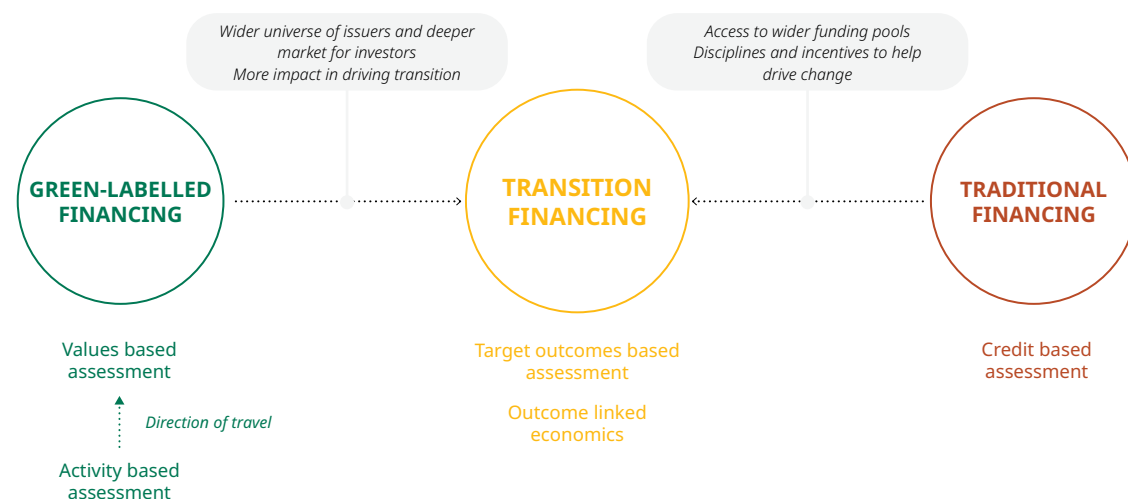 Wider universe of issuers and deeper
market for investors
More impact in driving transition
Access to wider funding pools
Disciplines and incentives to help
drive change
GREEN-LABELLED
FINANCING
TRANSITION
FINANCING
TRADITIONAL
FINANCING
Values based
assessment
Direction of travel
Activity based
assessment
Target outcomes based
assessment
Outcome linked
economics
Credit based
assessment